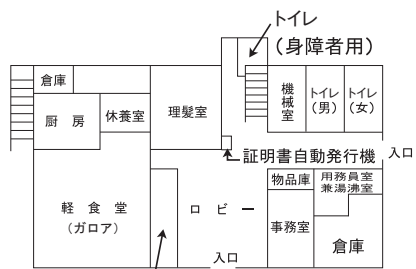 トイレ
（身障者用）
倉庫
厨 房
休養室
理髪室
機械室
トイレ
（男）
トイレ
（女）
入口
証明書自動発行機
物品庫
用務員室
兼湯沸室
軽 食 堂
（ガロア）
ロ ビ ー
事務室
倉庫
入口